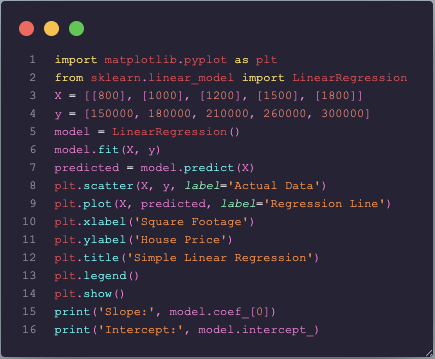 1 import matplotlib.pyplot as plt
2 from sklearn.linear_model import LinearRegression
3 X = [[800], [1000], [1200], [1500], [1800]]
4 y = [150000, 180000, 210000, 260000, 300000]
5 model = LinearRegression()
6 model.fit(X, y)
7 predicted = model.predict(X)
8 plt.scatter(X, y, label='Actual Data')
9 plt.plot(X, predicted, label='Regression Line')
10 plt.xlabel('Square Footage')
11 plt.ylabel('House Price')
12 plt.title('Simple Linear Regression')
13 plt.legend()
14 plt.show()
15 print('Slope:', model.coef_[0])
16 print('Intercept:', model.intercept_)